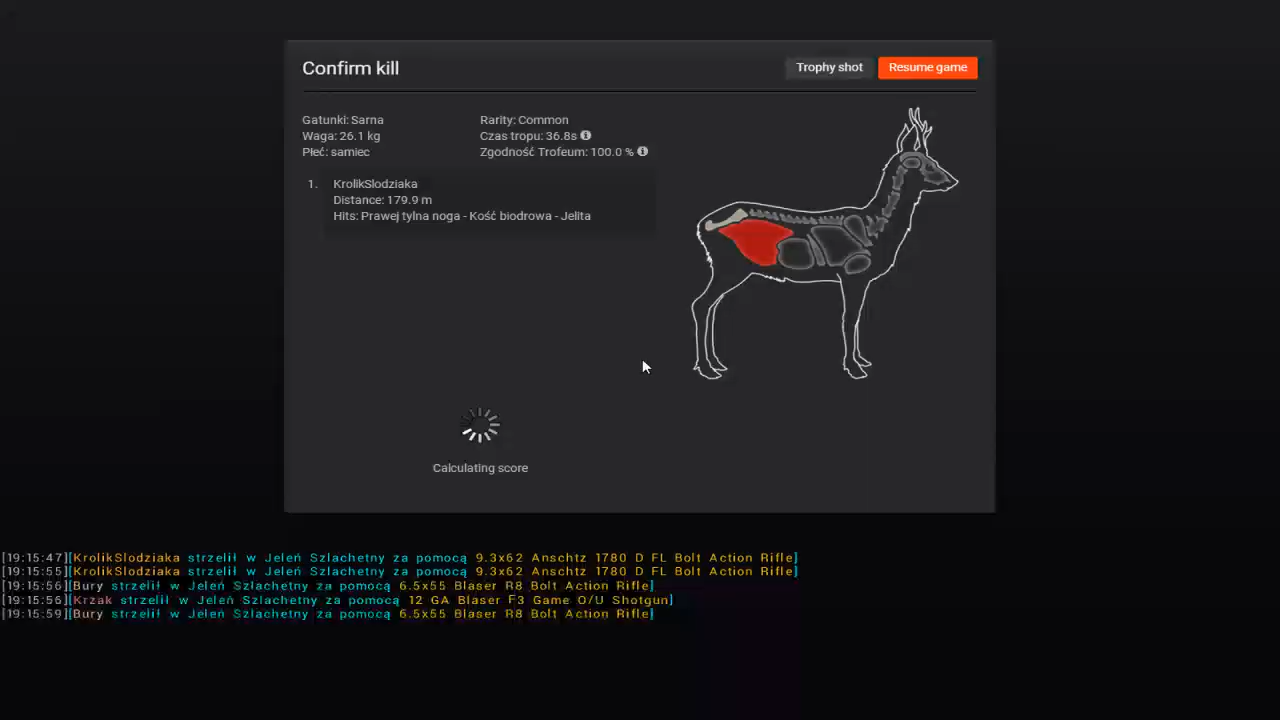 Confirm kill
Trophy shot
Resume game
Gatunki: Sarna
Rarity: Common
Waga: 26.1 kg
Czas tropu: 36.8s
Płeć: samiec
Zgodność Trofeum: 100.0 %
1. KrolikSlodziaka
Distance: 179.9 m
Hits: Prawej tylna noga - Kość biodrowa - Jelita
Calculating score
[19:15:47][KrolikSlodziaka strzelił w Jeleń Szlachetny za pomocą 9.3x62 Anschtz 1780 D FL Bolt Action Rifle]
[19:15:55][KrolikSlodziaka strzelił w Jeleń Szlachetny za pomocą 9.3x62 Anschtz 1780 D FL Bolt Action Rifle]
[19:15:56][Bury strzelił w Jeleń Szlachetny za pomocą 6.5x55 Blaser R8 Bolt Action Rifle]
[19:15:56][Krzak strzelił w Jeleń Szlachetny za pomocą 12 GA Blaser F3 Game O/U Shotgun]
[19:15:59][Bury strzelił w Jeleń Szlachetny za pomocą 6.5x55 Blaser R8 Bolt Action Rifle]